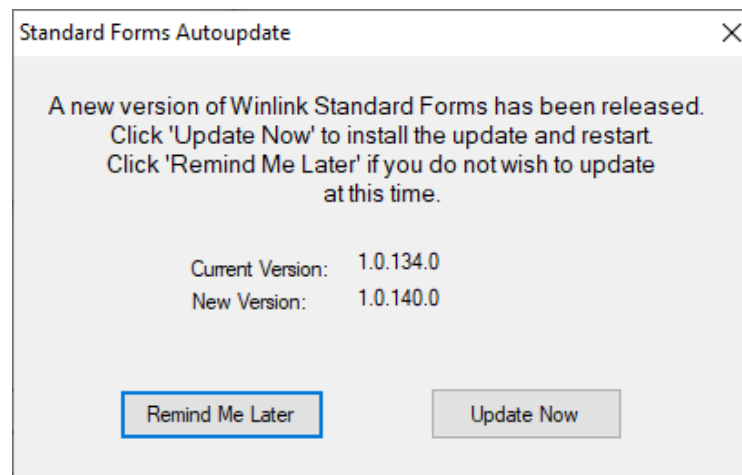 Standard Forms Autoupdate
A new version of Winlink Standard Forms has been released.
Click 'Update Now' to install the update and restart.
Click 'Remind Me Later' if you do not wish to update
at this time.
Current Version: 1.0.134.0
New Version: 1.0.140.0
Remind Me Later Update Now